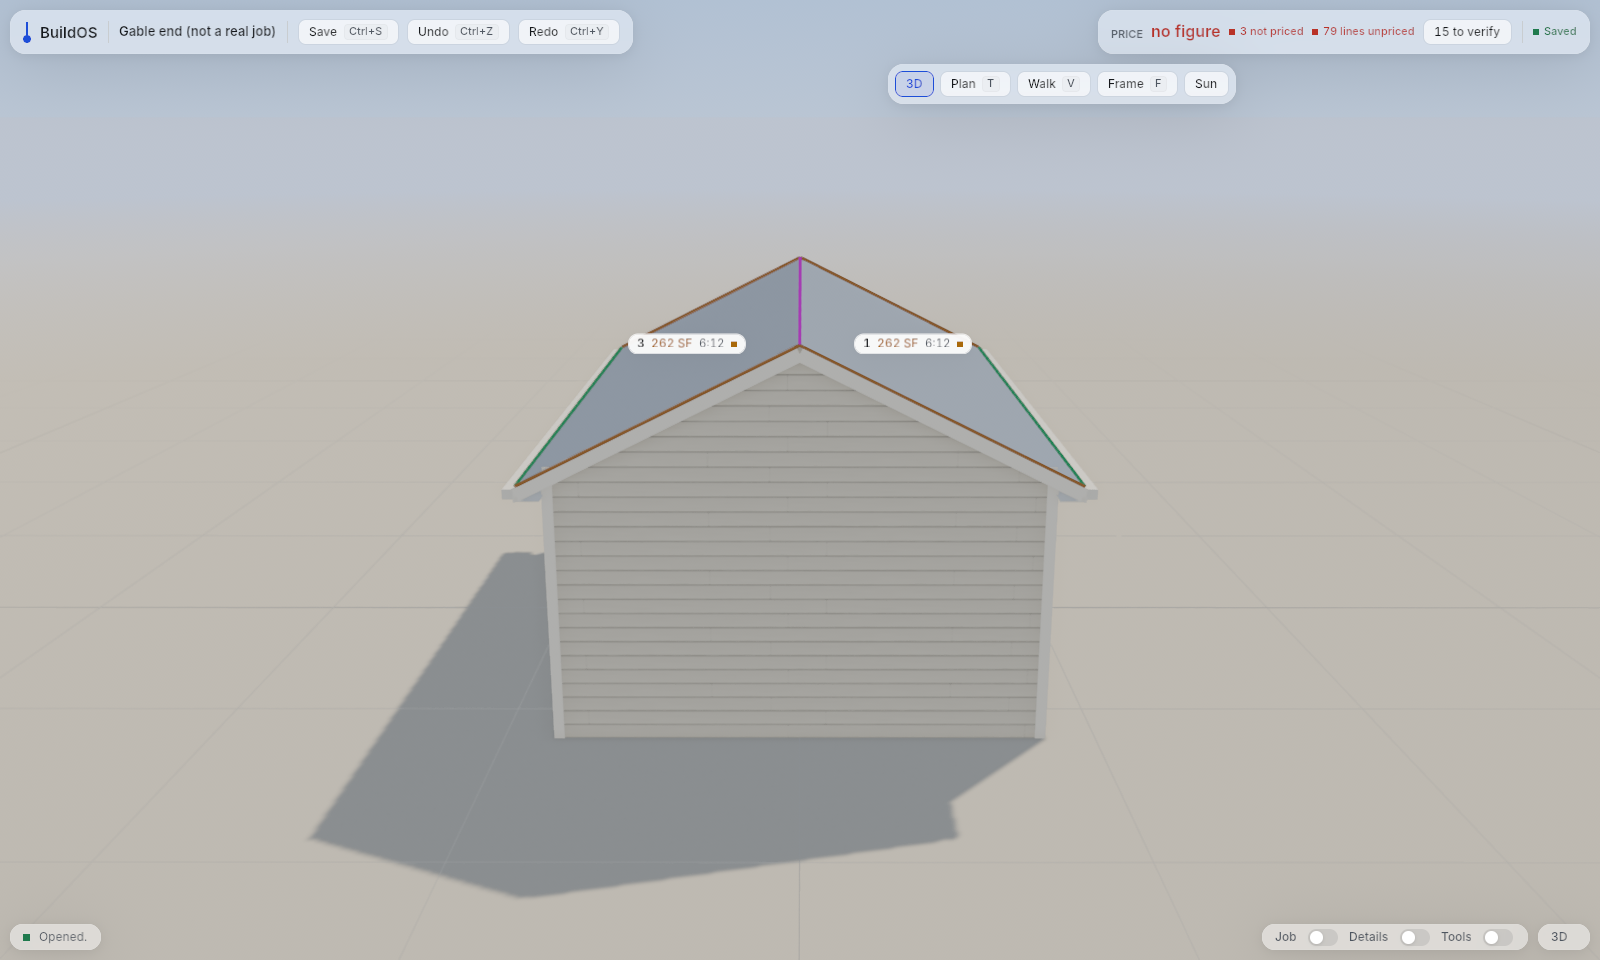 BuildOS Gable end (not a real job) Save Ctrl+S Undo Ctrl+Z Redo Ctrl+Y
PRICE no figure 3 not priced 79 lines unpriced 15 to verify Saved
3D Plan T Walk V Frame F Sun
3 262 SF 6:12
1 262 SF 6:12
Opened.
Job Details Tools 3D